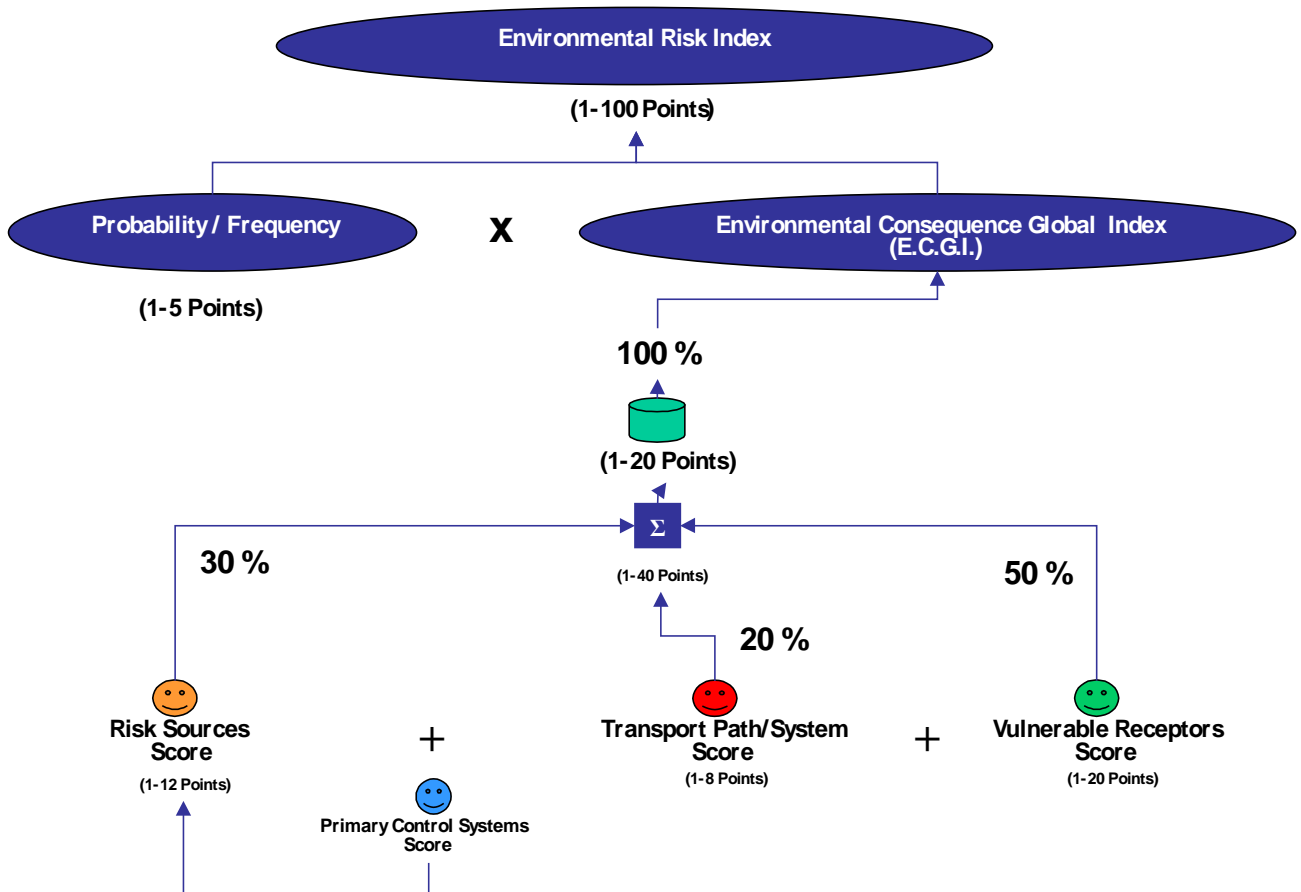 Environmental Risk Index
(1-100 Points)
Probability / Frequency
X
Environmental Consequence Global Index
(E.C.G.I.)
(1-5 Points)
100 %
(1-20 Points)
Σ
30 %
(1-40 Points)
50 %
20 %
Risk Sources
Score
(1-12 Points)
+
Transport Path/System
Score
(1-8 Points)
+
Vulnerable Receptors
Score
(1-20 Points)
Primary Control Systems
Score